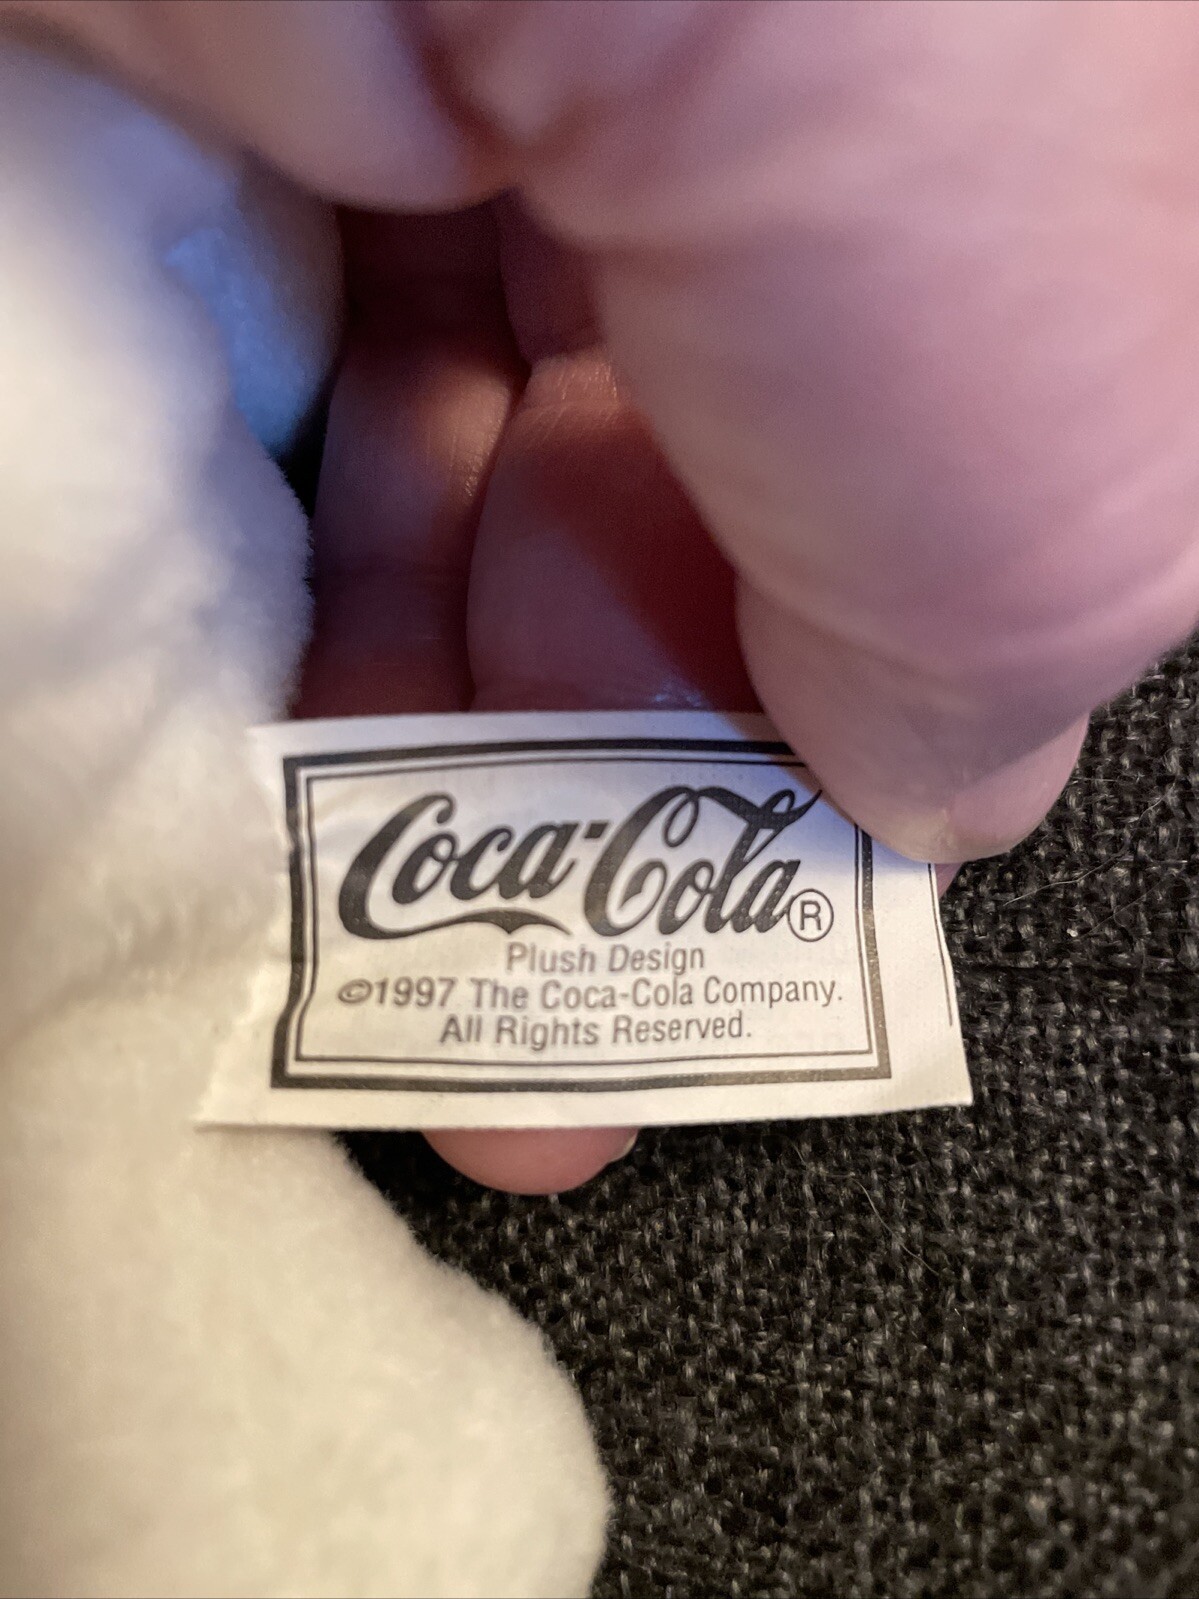 Coca-Cola®
Plush Design
©1997 The Coca-Cola Company.
All Rights Reserved.